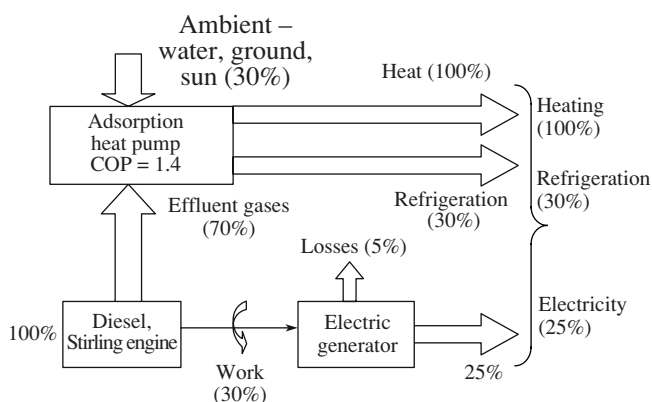 Ambient –
water, ground,
sun (30%)
Heat (100%)
Adsorption
heat pump
COP = 1.4
Heating
(100%)
Refrigeration
(30%)
Refrigeration
(30%)
Effluent gases
(70%)
Losses (5%)
100%
Diesel,
Stirling engine
Work
(30%)
Electric
generator
25%
Electricity
(25%)